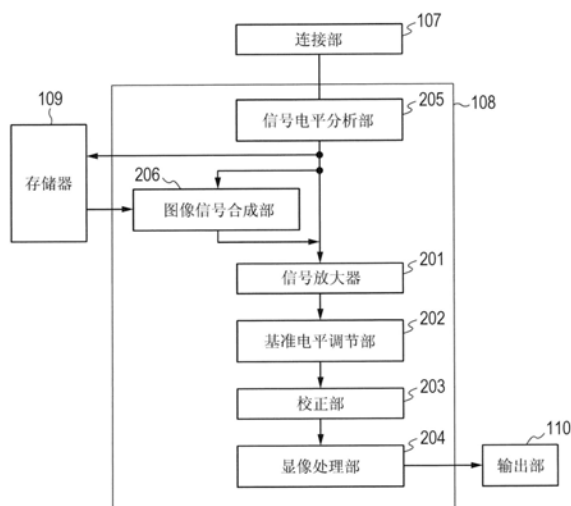 107
连接部
205
108
109
信号电平分析部
206
存储器
图像信号合成部
201
信号放大器
202
基准电平调节部
203
校正部
204
110
显像处理部
输出部